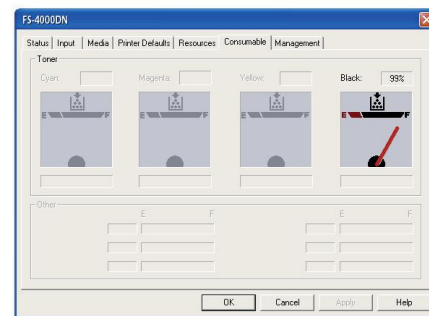 FS-4000DN
Status Input Media Printer Defaults Resources Consumable Management
Toner
Cyan: Magenta: Yellow: Black: 99%
E F E F E F E F
Other
E F E F
OK Cancel Apply Help